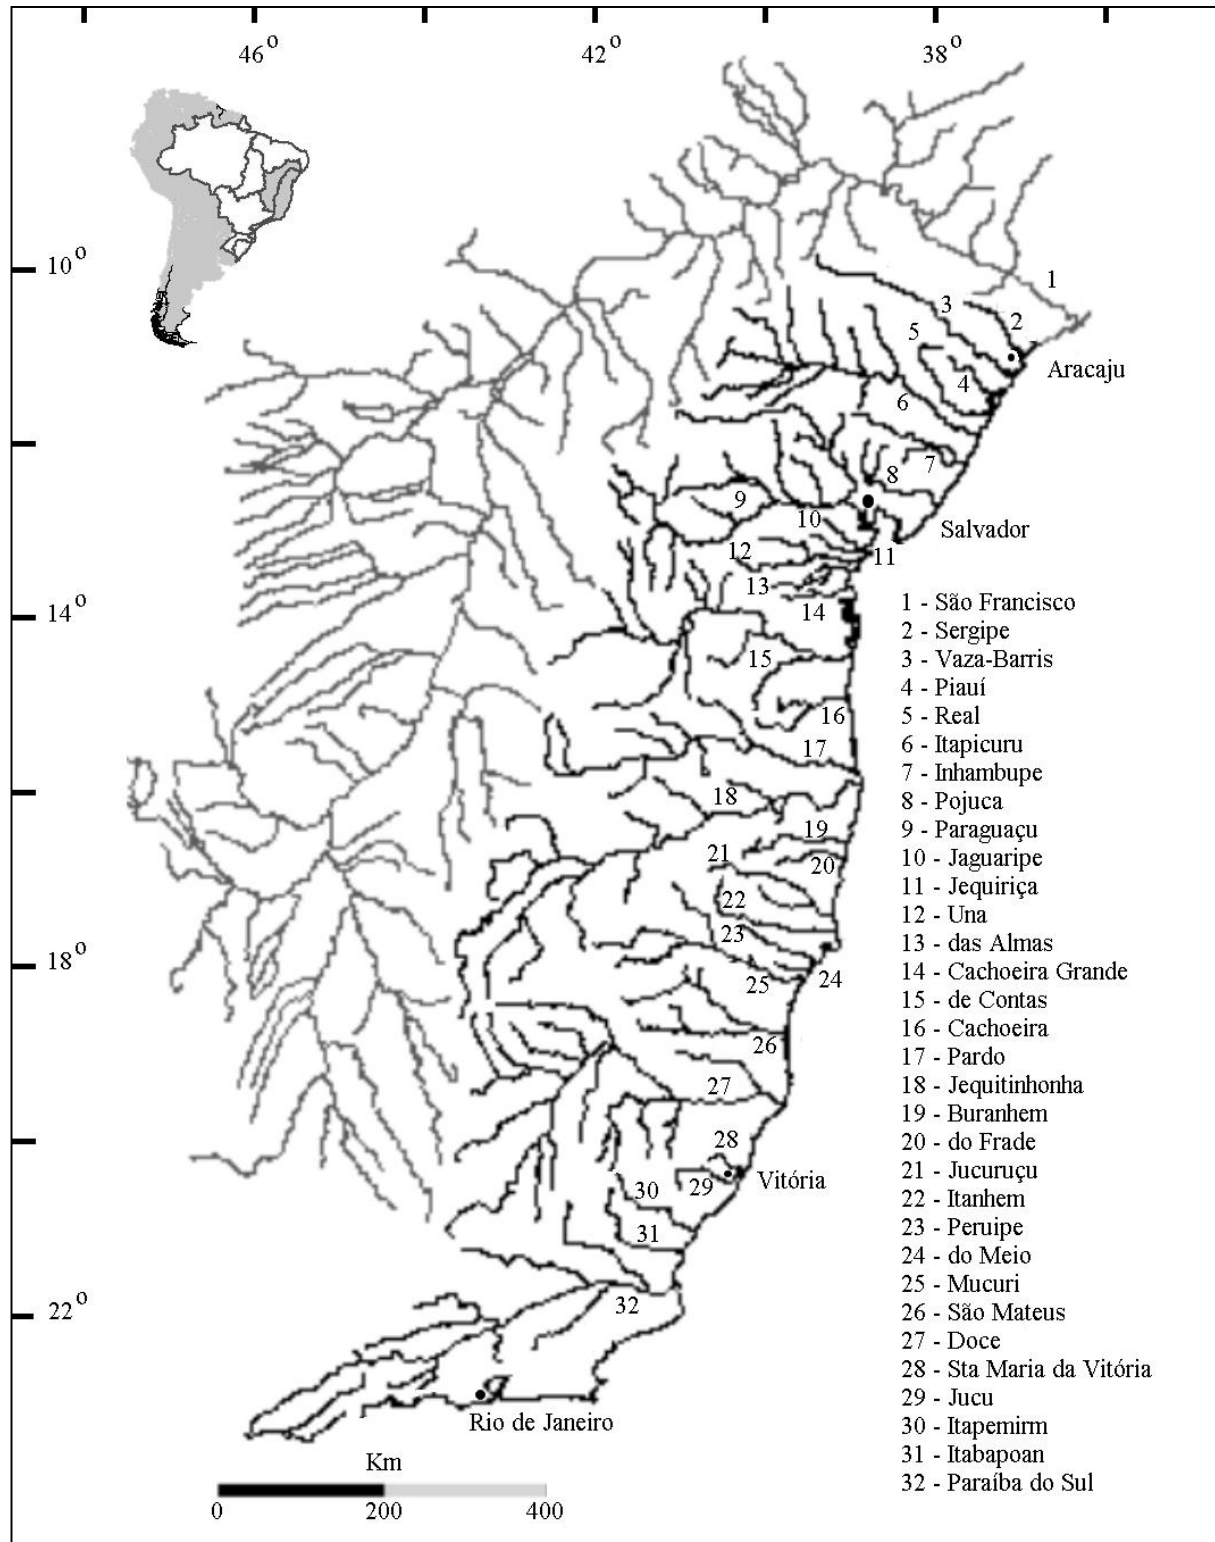 46° 42° 38°
10°
14°
18°
22°
1
3
2
5
Aracaju
4
6
7
8
9
10
Salvador
12
11
13
14
15
16
17
18
19
21
20
22
23
24
25
26
27
28
Vitória
30
29
31
32
Rio de Janeiro
1 - São Francisco
2 - Sergipe
3 - Vaza-Barris
4 - Piauí
5 - Real
6 - Itapicuru
7 - Inhambupe
8 - Pojuca
9 - Paraguaçu
10 - Jaguaripe
11 - Jequiriça
12 - Una
13 - das Almas
14 - Cachoeira Grande
15 - de Contas
16 - Cachoeira
17 - Pardo
18 - Jequitinhonha
19 - Buranhem
20 - do Frade
21 - Jucuruçu
22 - Itanhem
23 - Peruipe
24 - do Meio
25 - Mucuri
26 - São Mateus
27 - Doce
28 - Sta Maria da Vitória
29 - Jucu
30 - Itapemirm
31 - Itabapoan
32 - Paraíba do Sul
Km
0 200 400